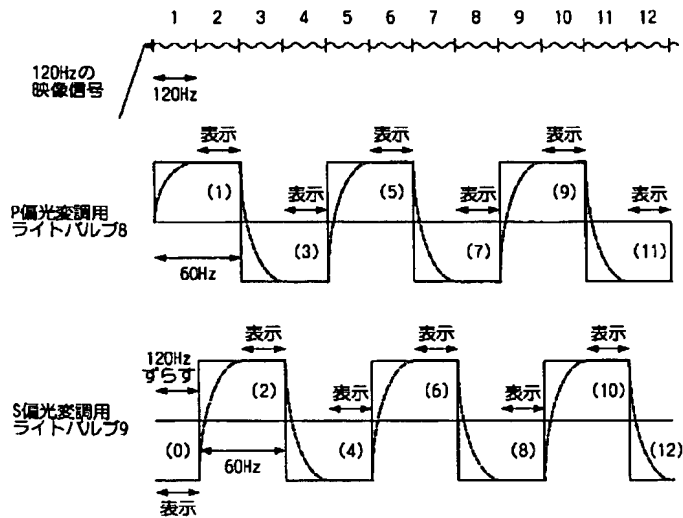 1 2 3 4 5 6 7 8 9 10 11 12
120Hzの
映像信号
120Hz
表示 表示 表示
(1) 表示 (5) 表示 (9) 表示
P偏光変調用
ライトバルブ8
(3) (7) (11)
60Hz
120Hz
ずらす
表示 表示 表示
(2) 表示 (6) 表示 (10)
S偏光変調用
ライトバルブ9
(0) (4) (8) (12)
60Hz
表示